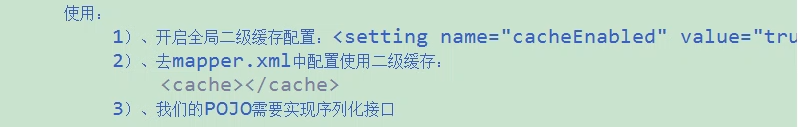 使用：
1）、开启全局二级缓存配置：<setting name="cacheEnabled" value="tru
2）、去mapper.xml中配置使用二级缓存：
<cache></cache>
3）、我们的POJO需要实现序列化接口